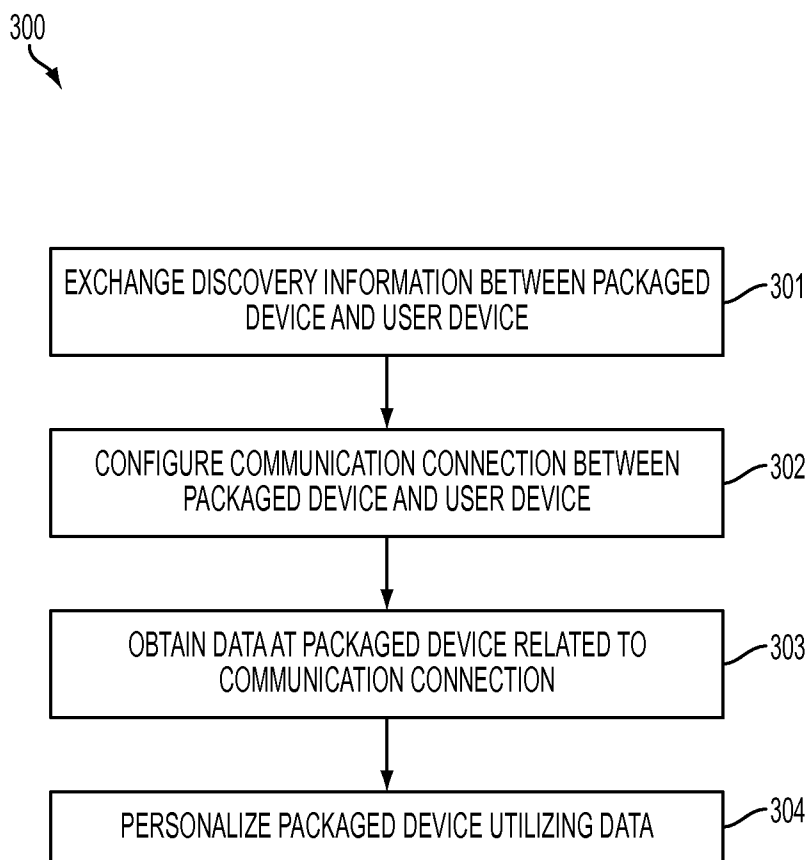 300
EXCHANGE DISCOVERY INFORMATION BETWEEN PACKAGED
DEVICE AND USER DEVICE
301
CONFIGURE COMMUNICATION CONNECTION BETWEEN
PACKAGED DEVICE AND USER DEVICE
302
OBTAIN DATA AT PACKAGED DEVICE RELATED TO
COMMUNICATION CONNECTION
303
PERSONALIZE PACKAGED DEVICE UTILIZING DATA
304